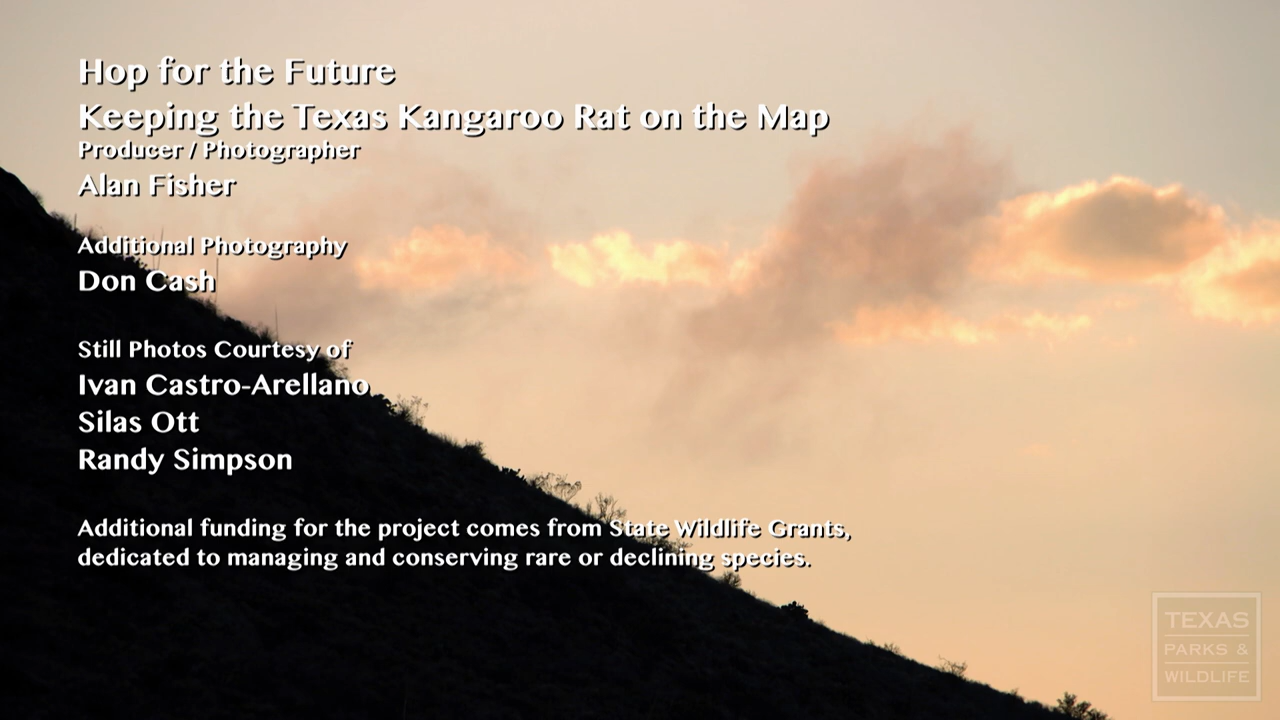 Hop for the Future
Keeping the Texas Kangaroo Rat on the Map
Producer / Photographer
Alan Fisher
Additional Photography
Don Cash
Still Photos Courtesy of
Ivan Castro-Arellano
Silas Ott
Randy Simpson
Additional funding for the project comes from State Wildlife Grants,
dedicated to managing and conserving rare or declining species.
TEXAS
PARKS &
WILDLIFE